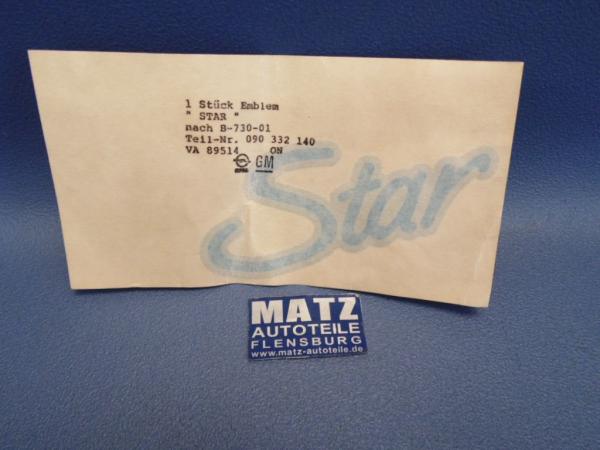 1 Stück Emblem
" STAR "
nach B-730-01
Teil-Nr. 090 332 140
VA 89514 ON
GM
Star
MATZ
AUTOTEILE
FLENSBURG
www.matz-autoteile.de